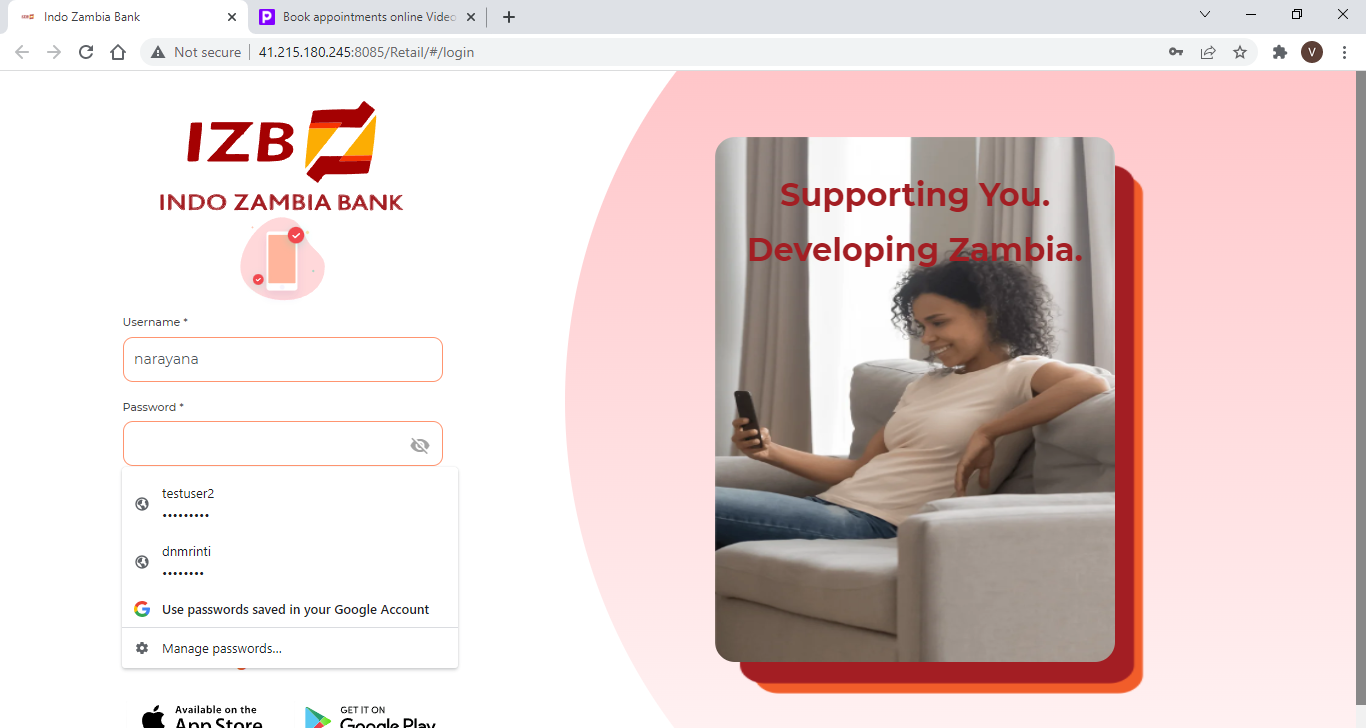 Indo Zambia Bank
Book appointments online Video
Not secure
41.215.180.245:8085/Retail/#/login
V
IZB
INDO ZAMBIA BANK
Username *
narayana
Password *
testuser2
•••••••••
dnmrinti
••••••••
Use passwords saved in your Google Account
Manage passwords...
Available on the
App Store
GET IT ON
Google Play
Supporting You.
Developing Zambia.